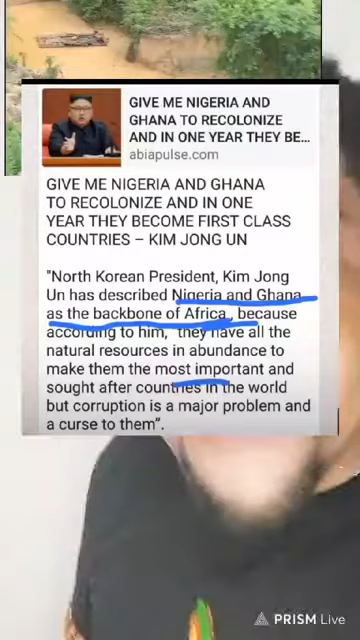 GIVE ME NIGERIA AND
GHANA TO RECOLONIZE
AND IN ONE YEAR THEY BE...
abiapulse.com
GIVE ME NIGERIA AND GHANA
TO RECOLONIZE AND IN ONE
YEAR THEY BECOME FIRST CLASS
COUNTRIES – KIM JONG UN
"North Korean President, Kim Jong
Un has described Nigeria and Ghana
as the backbone of Africa, because
according to him, "they have all the
natural resources in abundance to
make them the most important and
sought after countries in the world
but corruption is a major problem and
a curse to them".
PRISM Live